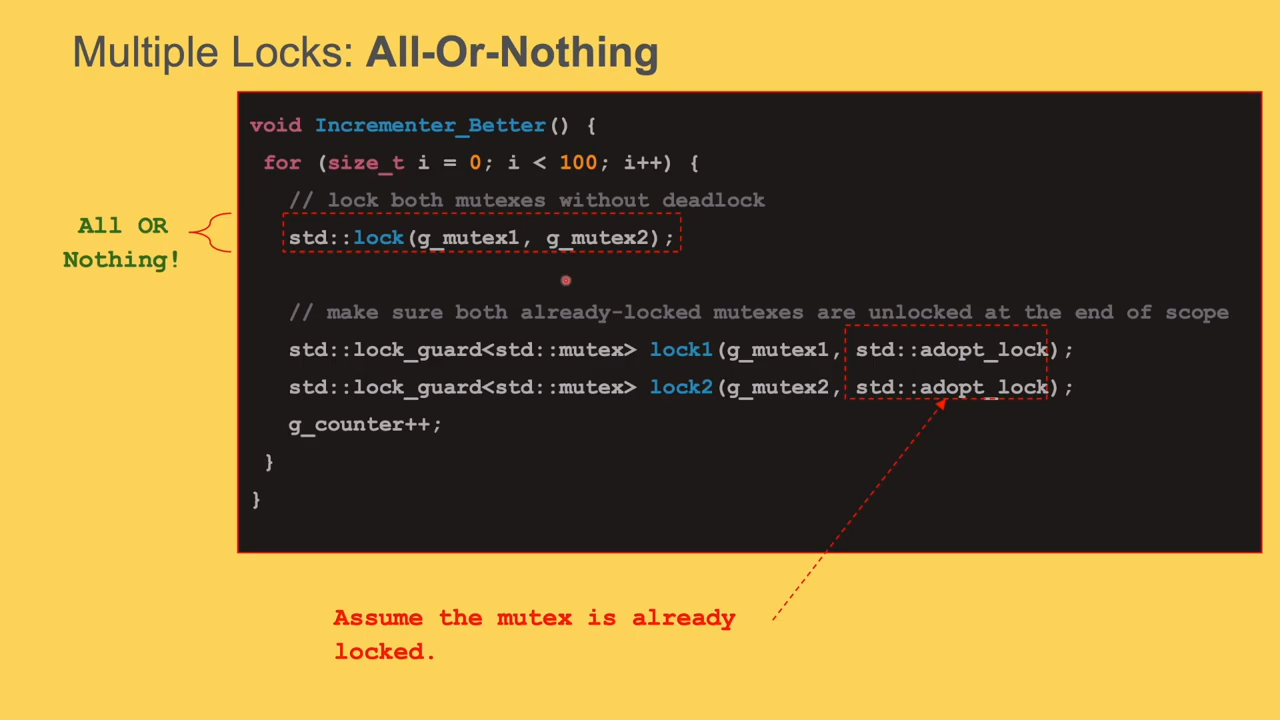 Multiple Locks: All-Or-Nothing
void Incrementer_Better() {
for (size_t i = 0; i < 100; i++) {
// lock both mutexes without deadlock
All OR
Nothing!
std::lock(g_mutex1, g_mutex2);
// make sure both already-locked mutexes are unlocked at the end of scope
std::lock_guard<std::mutex> lock1(g_mutex1, std::adopt_lock);
std::lock_guard<std::mutex> lock2(g_mutex2, std::adopt_lock);
g_counter++;
}
}
Assume the mutex is already
locked.